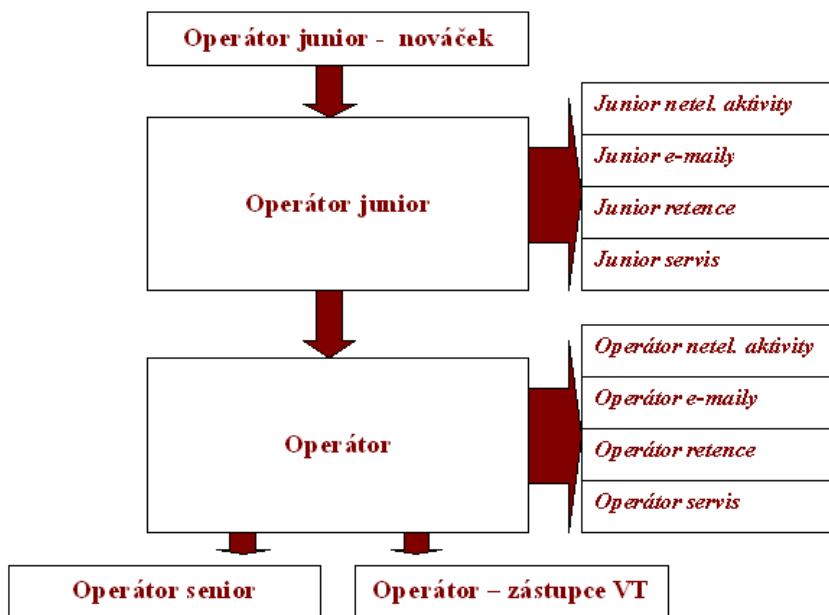 Operátor junior - nováček
Operátor junior
Junior netel. aktivity
Junior e-maily
Junior retence
Junior servis
Operátor
Operátor netel. aktivity
Operátor e-maily
Operátor retence
Operátor servis
Operátor senior
Operátor – zástupce VT